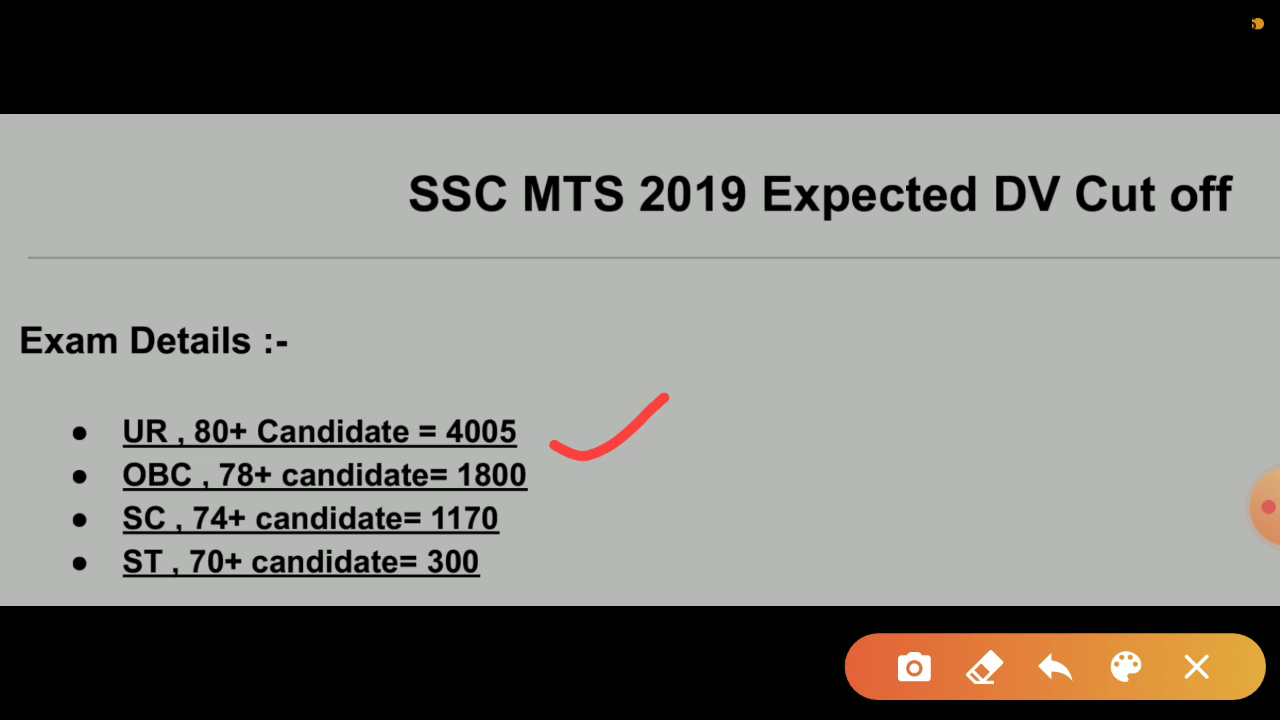 SSC MTS 2019 Expected DV Cut off
Exam Details :-
● UR , 80+ Candidate = 4005
● OBC , 78+ candidate= 1800
● SC , 74+ candidate= 1170
● ST , 70+ candidate= 300